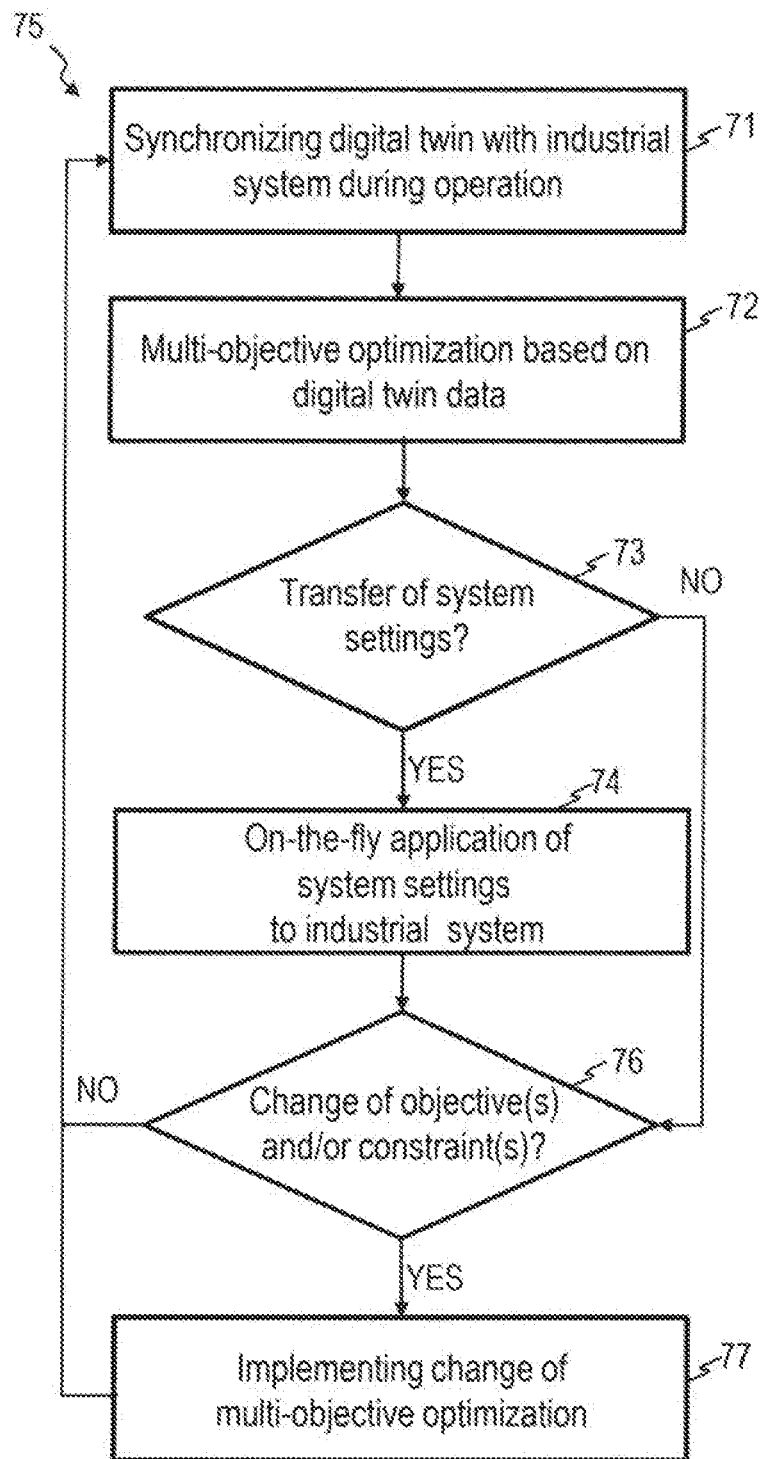 75
Synchronizing digital twin with industrial
system during operation
71
Multi-objective optimization based on
digital twin data
72
Transfer of system
settings?
73
NO
YES
74
On-the-fly application of
system settings
to industrial system
76
NO
Change of objective(s)
and/or constraint(s)?
YES
Implementing change of
multi-objective optimization
77